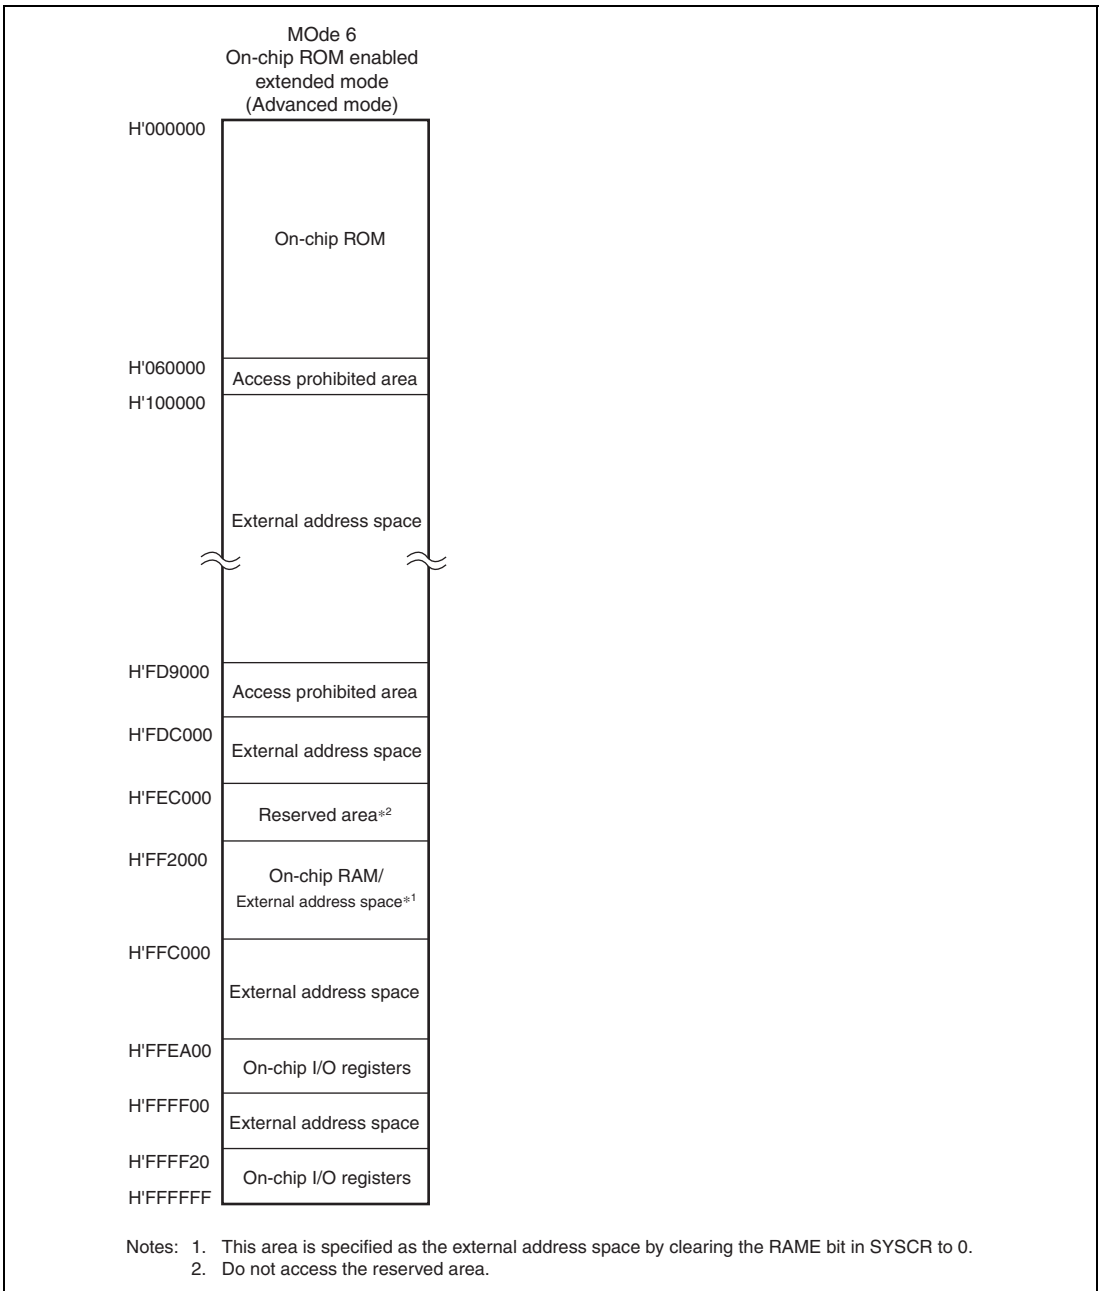 MOde 6
On-chip ROM enabled
extended mode
(Advanced mode)
H'000000
On-chip ROM
H'060000
Access prohibited area
H'100000
External address space
H'FD9000
Access prohibited area
H'FDC000
External address space
H'FEC000
Reserved area*2
H'FF2000
On-chip RAM/
External address space*1
H'FFC000
External address space
H'FFEA00
On-chip I/O registers
H'FFFF00
External address space
H'FFFF20
On-chip I/O registers
H'FFFFFF
Notes: 1. This area is specified as the external address space by clearing the RAME bit in SYSCR to 0.
2. Do not access the reserved area.